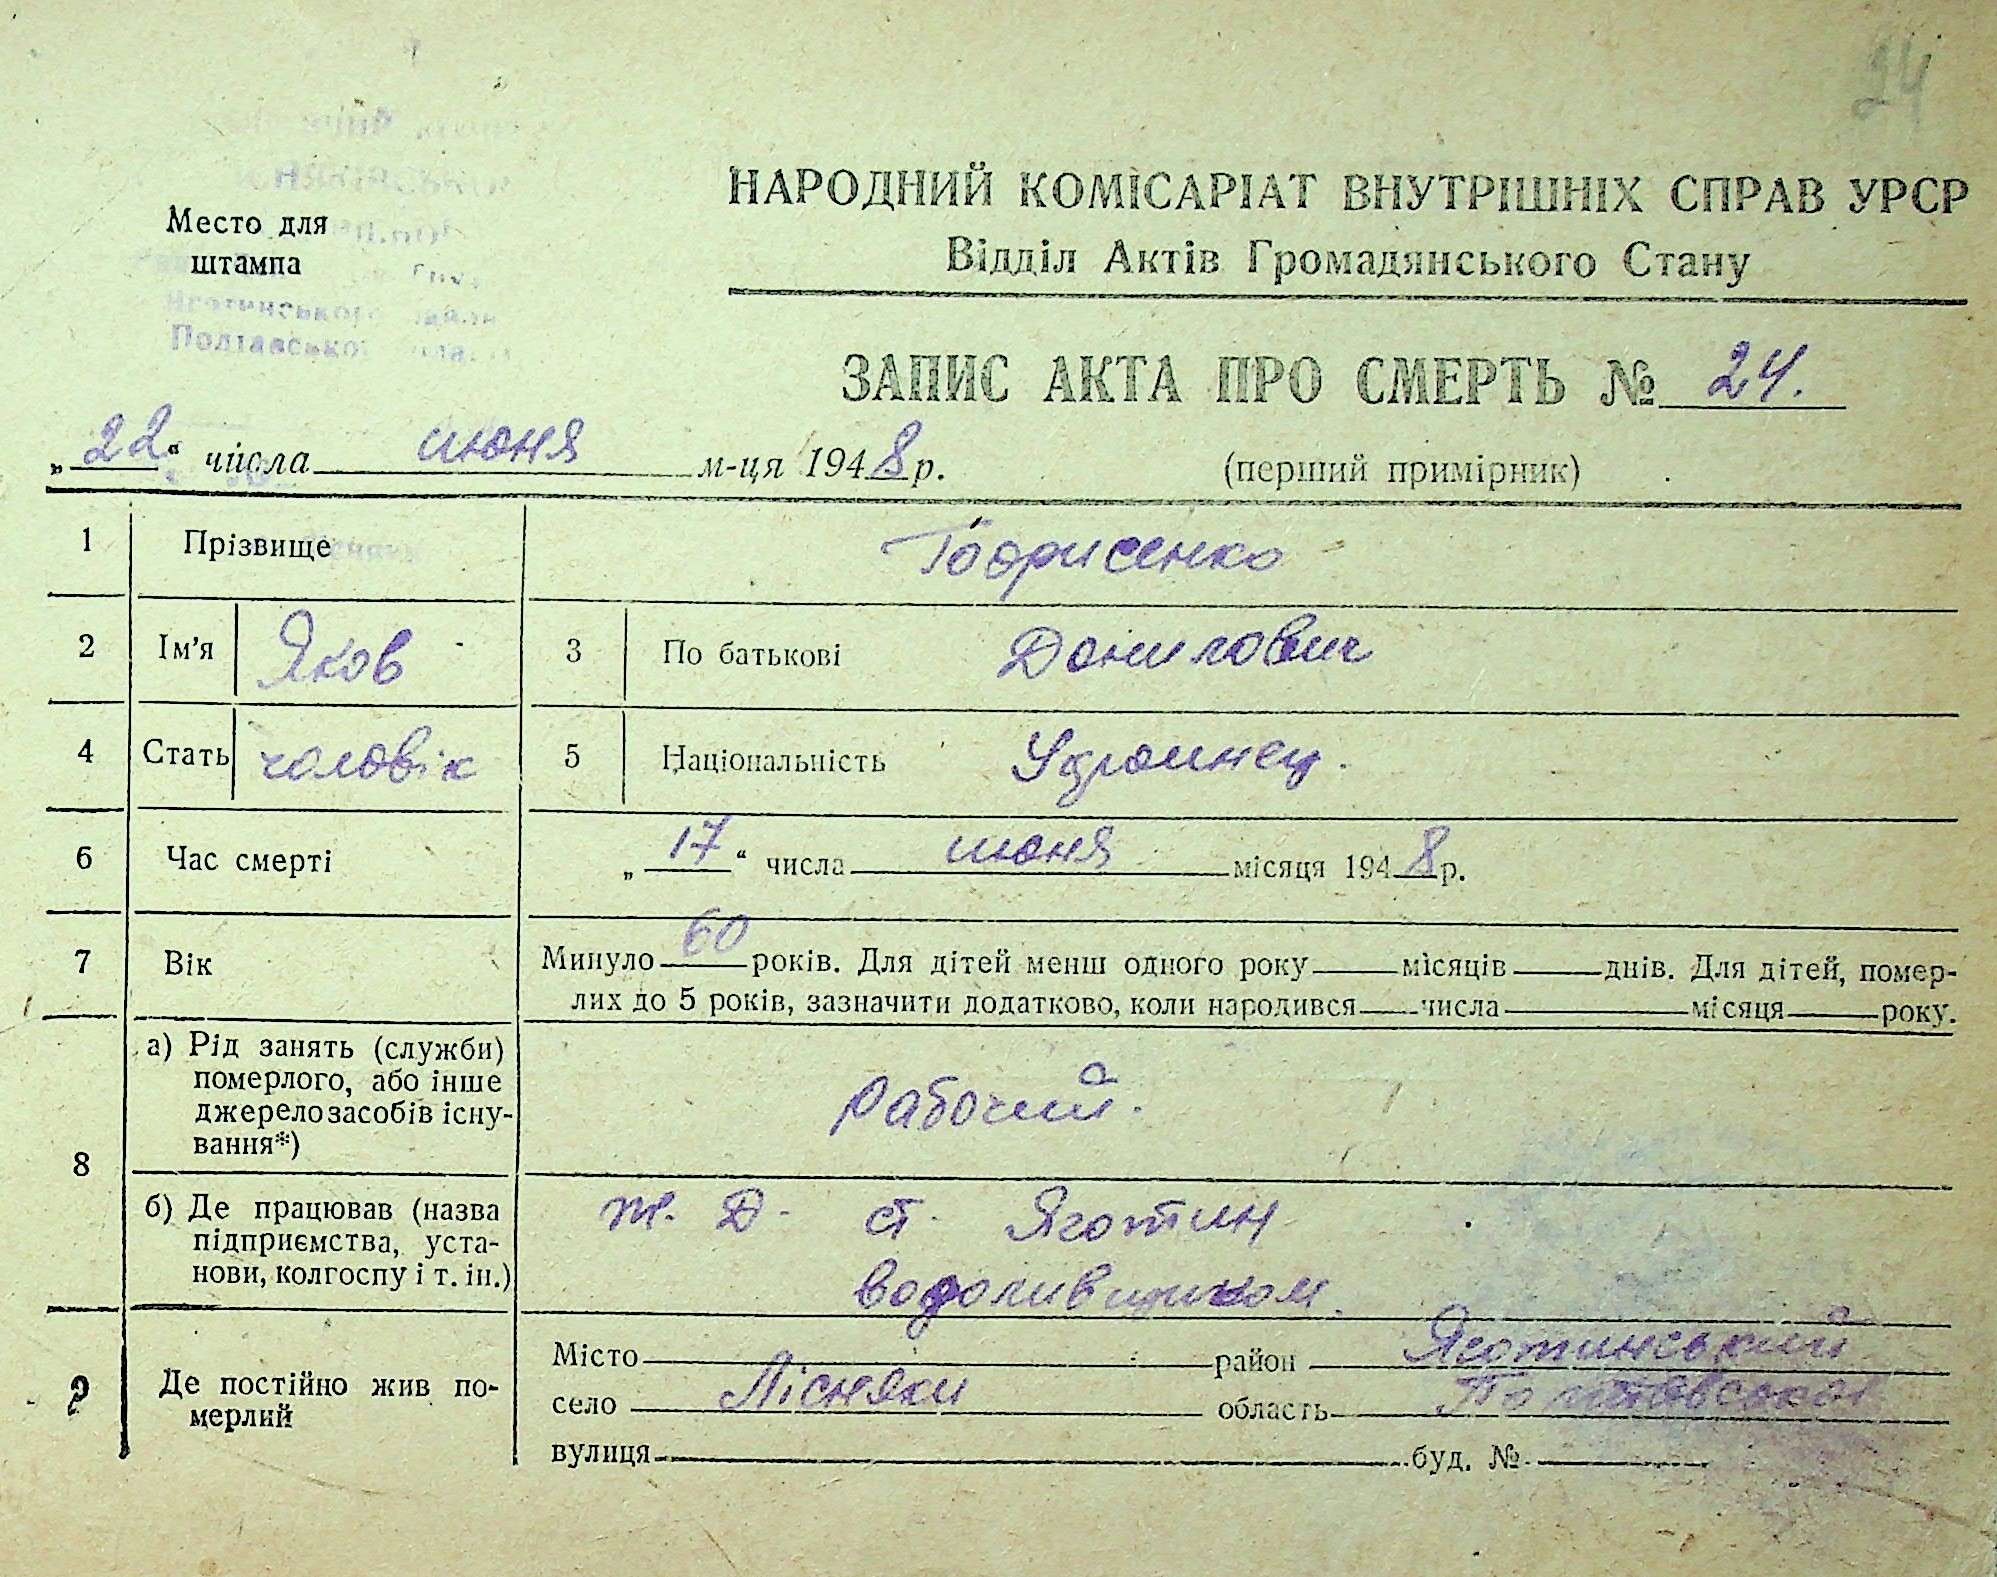 24
Место для
штампа
Полтавської
НАРОДНИЙ КОМІСАРІАТ ВНУТРІШНІХ СПРАВ УРСР
Відділ Актів Громадянського Стану
ЗАПИС АКТА ПРО СМЕРТЬ № 24.
„22“ числа июня м-ця 1948 р.
(перший примірник)
1 Прізвище
2 Ім'я Яков 3 По батькові Данилович
4 Стать чоловік 5 Національність Украинец.
6 Час смерті „17“ числа июня місяця 1948 р.
7 Вік Минуло 60 років. Для дітей менш одного року місяців днів. Для дітей, помер-
лих до 5 років, зазначити додатково, коли народився числа місяця року.
8 а) Рід занять (служби)
померлого, або інше
джерело засобів існу-
вання*)
Рабочий.
б) Де працював (назва
підприємства, уста-
нови, колгоспу і т. ін.)
Ж. Д. ст. Яготин
водоливщиком.
9 Де постійно жив по-
мерлий
Місто район Яготинський
село Лісняки область Полтавская
вулиця буд. №